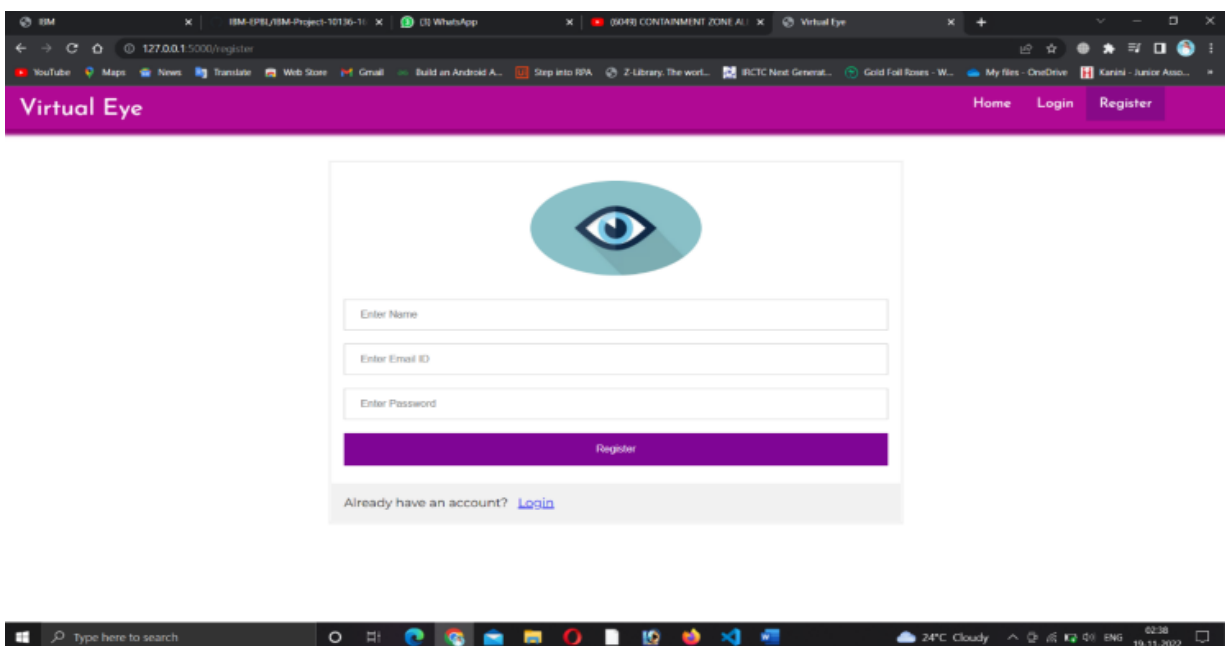 IBM
IBM-EPBL/IBM-Project-10136-16
(3) WhatsApp
(6049) CONTAINMENT ZONE AL
Virtual Eye
127.0.0.1:5000/register
YouTube
Maps
News
Translate
Web Store
Gmail
Build an Android A...
Step into RPA
Z-Library. The worl...
IRCTC Next Generat...
Gold Foil Roses - W...
My files - OneDrive
Kanini - Junior Asso...
Virtual Eye
Home
Login
Register
Enter Name
Enter Email ID
Enter Password
Register
Already have an account? Login
Type here to search
24°C Cloudy
ENG
02:38
19-11-2022